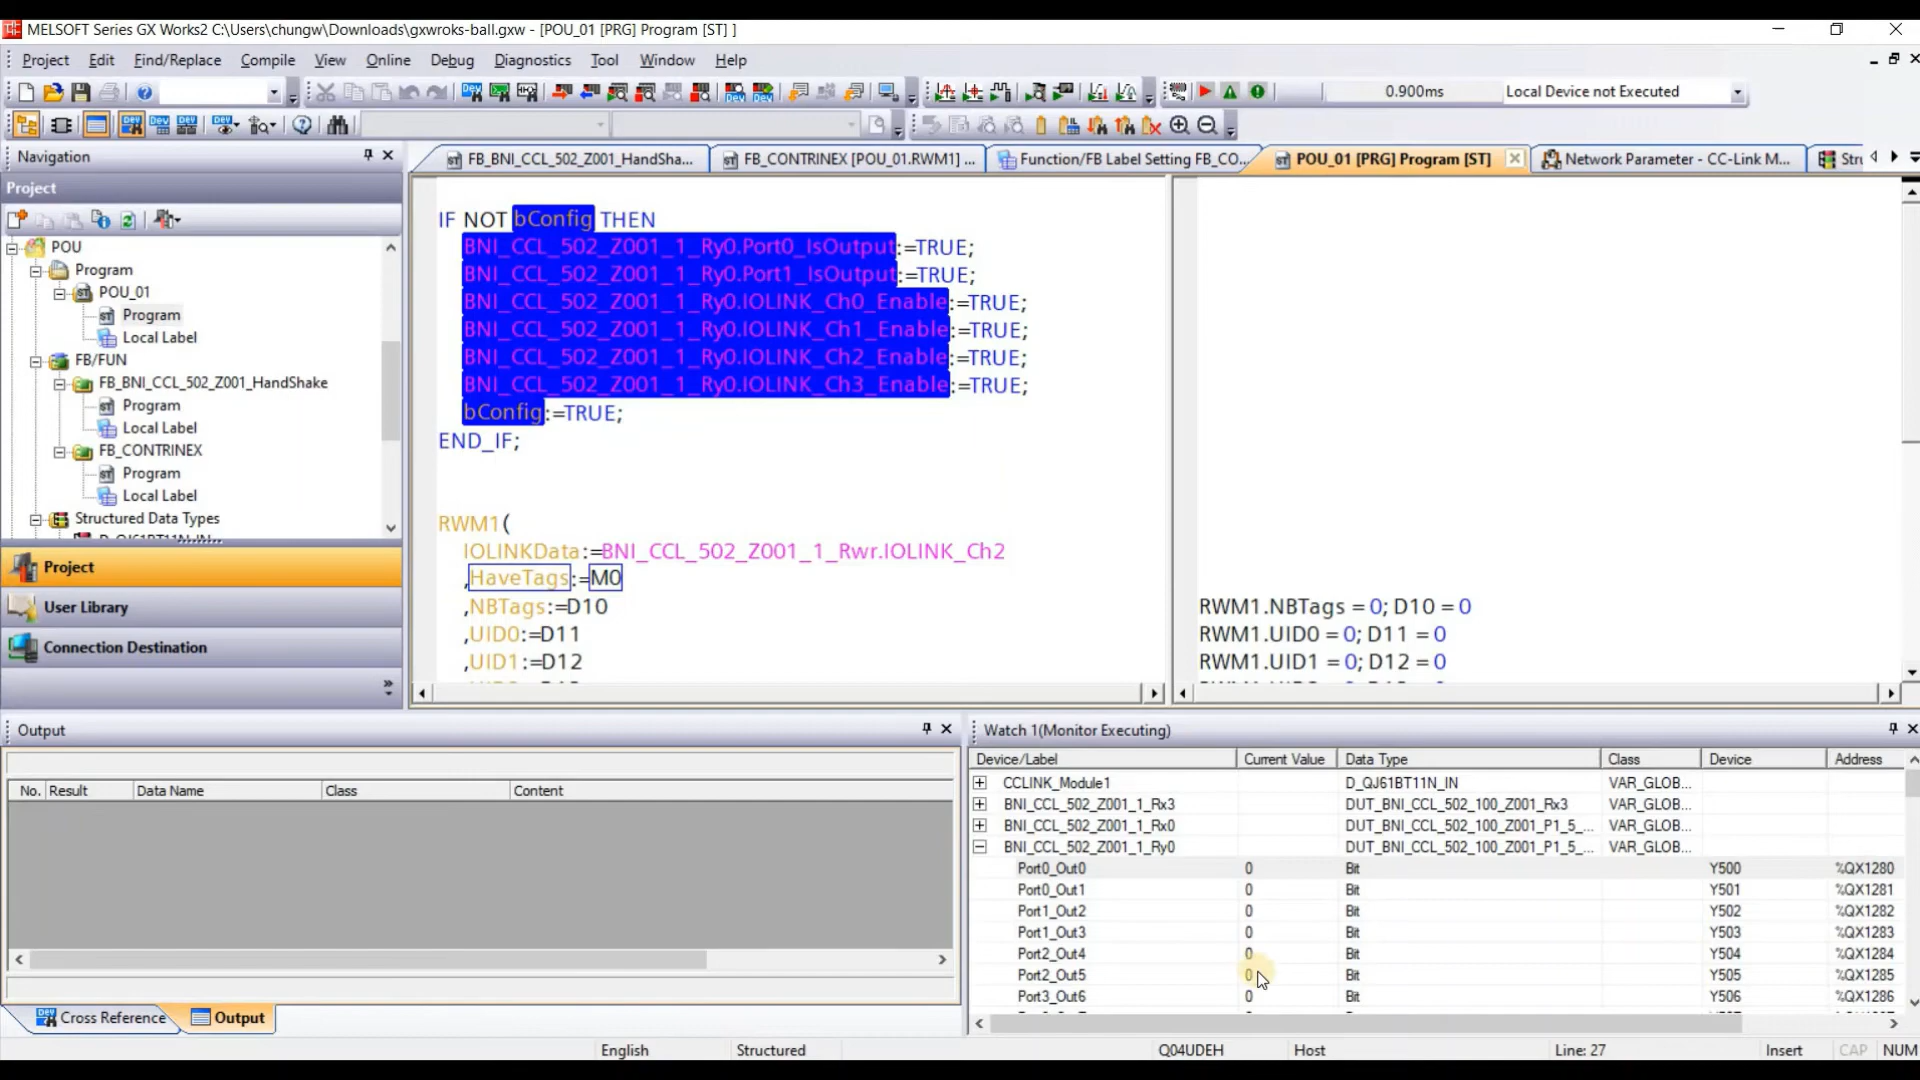 MELSOFT Series GX Works2 C:\Users\chungw\Downloads\gxwroks-ball.gxw - [POU_01 [PRG] Program [ST] ]
Project Edit Find/Replace Compile View Online Debug Diagnostics Tool Window Help
0.900ms Local Device not Executed
Navigation
FB_BNI_CCL_502_Z001_HandSha... FB_CONTRINEX [POU_01.RWM1] ... Function/FB Label Setting FB_CO... POU_01 [PRG] Program [ST] Network Parameter - CC-Link M... Stru
Project
POU
Program
POU_01
Program
Local Label
FB/FUN
FB_BNI_CCL_502_Z001_HandShake
Program
Local Label
FB_CONTRINEX
Program
Local Label
Structured Data Types
Project
User Library
Connection Destination
IF NOT bConfig THEN
BNI_CCL_502_Z001_1_Ry0.Port0_IsOutput:=TRUE;
BNI_CCL_502_Z001_1_Ry0.Port1_IsOutput:=TRUE;
BNI_CCL_502_Z001_1_Ry0.IOLINK_Ch0_Enable:=TRUE;
BNI_CCL_502_Z001_1_Ry0.IOLINK_Ch1_Enable:=TRUE;
BNI_CCL_502_Z001_1_Ry0.IOLINK_Ch2_Enable:=TRUE;
BNI_CCL_502_Z001_1_Ry0.IOLINK_Ch3_Enable:=TRUE;
bConfig:=TRUE;
END_IF;
RWM1(
IOLINKData:=BNI_CCL_502_Z001_1_Rwr.IOLINK_Ch2
,HaveTags:=M0
,NBTags:=D10
,UID0:=D11
,UID1:=D12
RWM1.NBTags = 0; D10 = 0
RWM1.UID0 = 0; D11 = 0
RWM1.UID1 = 0; D12 = 0
Output
No. Result Data Name Class Content
Cross Reference Output
Watch 1(Monitor Executing)
Device/Label Current Value Data Type Class Device Address
CCLINK_Module1 D_QJ61BT11N_IN VAR_GLOB...
BNI_CCL_502_Z001_1_Rx3 DUT_BNI_CCL_502_100_Z001_Rx3 VAR_GLOB...
BNI_CCL_502_Z001_1_Rx0 DUT_BNI_CCL_502_100_Z001_P1_5_... VAR_GLOB...
BNI_CCL_502_Z001_1_Ry0 DUT_BNI_CCL_502_100_Z001_P1_5_... VAR_GLOB...
Port0_Out0 0 Bit Y500 %QX1280
Port0_Out1 0 Bit Y501 %QX1281
Port1_Out2 0 Bit Y502 %QX1282
Port1_Out3 0 Bit Y503 %QX1283
Port2_Out4 0 Bit Y504 %QX1284
Port2_Out5 0 Bit Y505 %QX1285
Port3_Out6 0 Bit Y506 %QX1286
English Structured Q04UDEH Host Line: 27 Insert CAP NUM